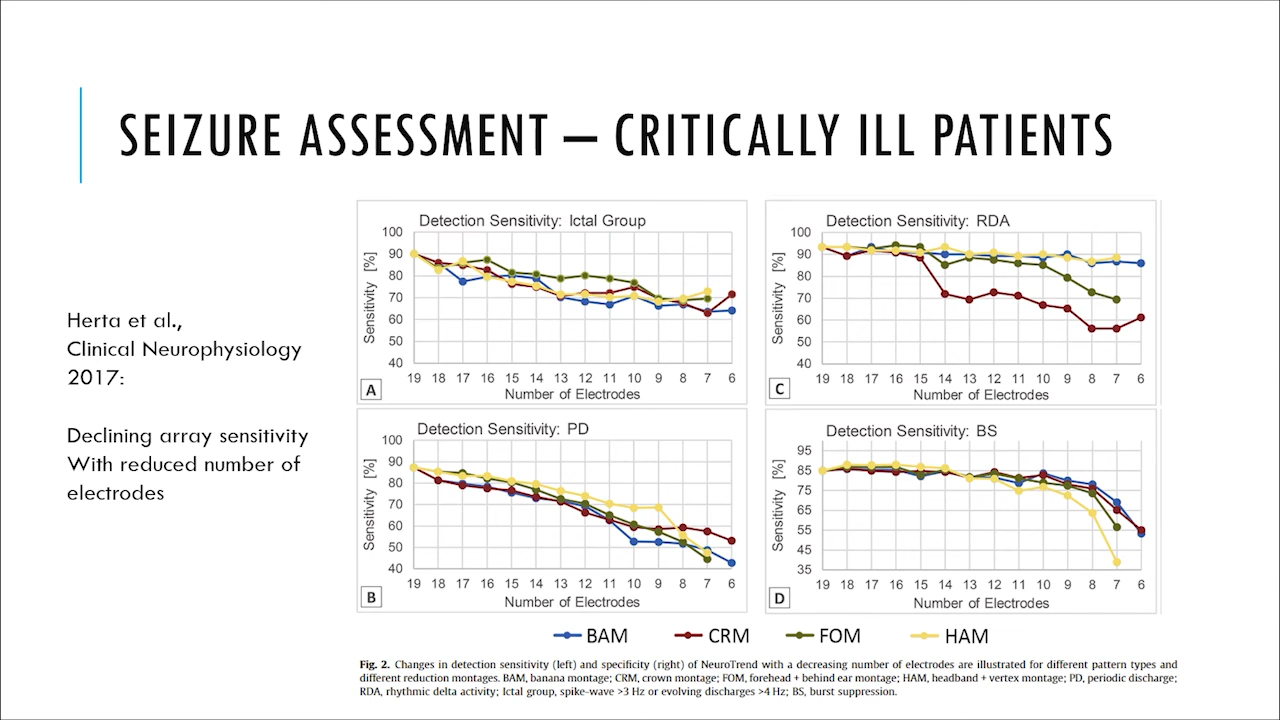 SEIZURE ASSESSMENT – CRITICALLY ILL PATIENTS
Herta et al.,
Clinical Neurophysiology
2017:
Declining array sensitivity
With reduced number of
electrodes
Detection Sensitivity: Ictal Group
Sensitivity [%]
100
90
80
70
60
50
40
19 18 17 16 15 14 13 12 11 10 9 8 7 6
Number of Electrodes
A
Detection Sensitivity: RDA
Sensitivity [%]
100
90
80
70
60
50
40
19 18 17 16 15 14 13 12 11 10 9 8 7 6
Number of Electrodes
C
Detection Sensitivity: PD
Sensitivity [%]
100
90
80
70
60
50
40
19 18 17 16 15 14 13 12 11 10 9 8 7 6
Number of Electrodes
B
Detection Sensitivity: BS
Sensitivity [%]
95
85
75
65
55
45
35
19 18 17 16 15 14 13 12 11 10 9 8 7 6
Number of Electrodes
D
BAM CRM FOM HAM
Fig. 2. Changes in detection sensitivity (left) and specificity (right) of NeuroTrend with a decreasing number of electrodes are illustrated for different pattern types and
different reduction montages. BAM, banana montage; CRM, crown montage; FOM, forehead + behind ear montage; HAM, headband + vertex montage; PD, periodic discharge;
RDA, rhythmic delta activity; Ictal group, spike-wave >3 Hz or evolving discharges >4 Hz; BS, burst suppression.